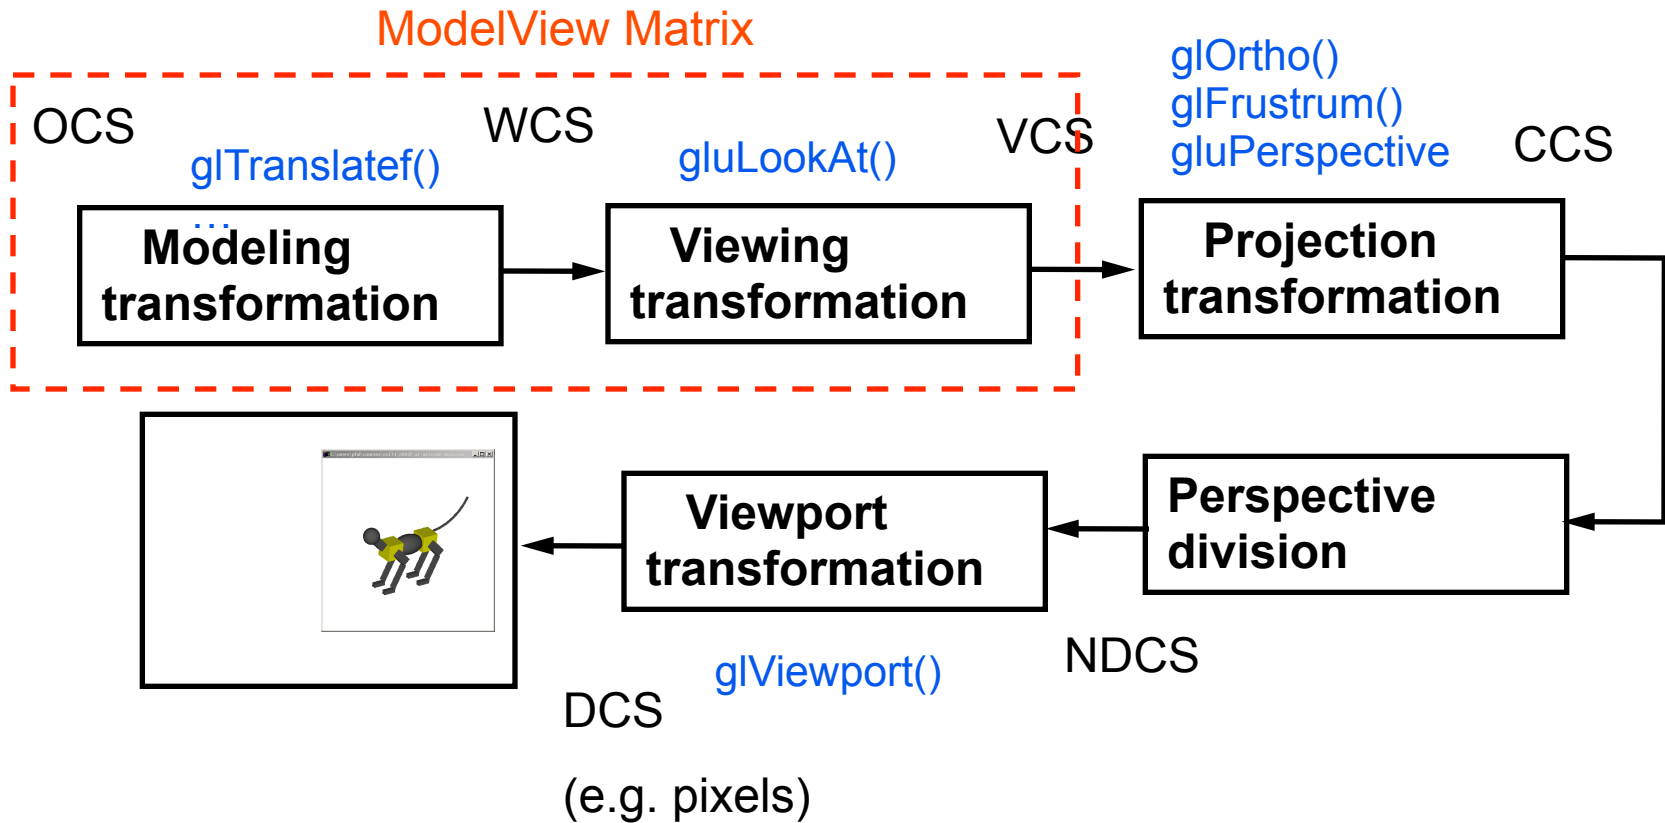 ModelView Matrix
OCS
WCS
VCS
CCS
glTranslatef()
...
gluLookAt()
glOrtho()
glFrustrum()
gluPerspective
Modeling
transformation
Viewing
transformation
Projection
transformation
Viewport
transformation
Perspective
division
glViewport()
NDCS
DCS
(e.g. pixels)